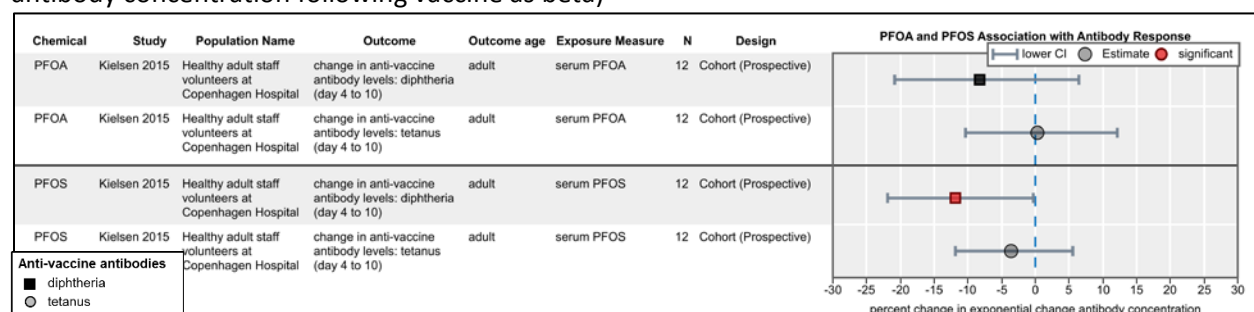 antibody concentration following vaccine as beta)
Chemical Study Population Name Outcome Outcome age Exposure Measure N Design PFOA and PFOS Association with Antibody Response
lower CI Estimate significant
PFOA Kielsen 2015 Healthy adult staff change in anti-vaccine adult serum PFOA 12 Cohort (Prospective)
volunteers at antibody levels: diphtheria
Copenhagen Hospital (day 4 to 10)
PFOA Kielsen 2015 Healthy adult staff change in anti-vaccine adult serum PFOA 12 Cohort (Prospective)
volunteers at antibody levels: tetanus
Copenhagen Hospital (day 4 to 10)
PFOS Kielsen 2015 Healthy adult staff change in anti-vaccine adult serum PFOS 12 Cohort (Prospective)
volunteers at antibody levels: diphtheria
Copenhagen Hospital (day 4 to 10)
PFOS Kielsen 2015 Healthy adult staff change in anti-vaccine adult serum PFOS 12 Cohort (Prospective)
volunteers at antibody levels: tetanus
Copenhagen Hospital (day 4 to 10)
Anti-vaccine antibodies
diphtheria
tetanus
-30 -25 -20 -15 -10 -5 0 5 10 15 20 25 30
percent change in exponential change antibody concentration